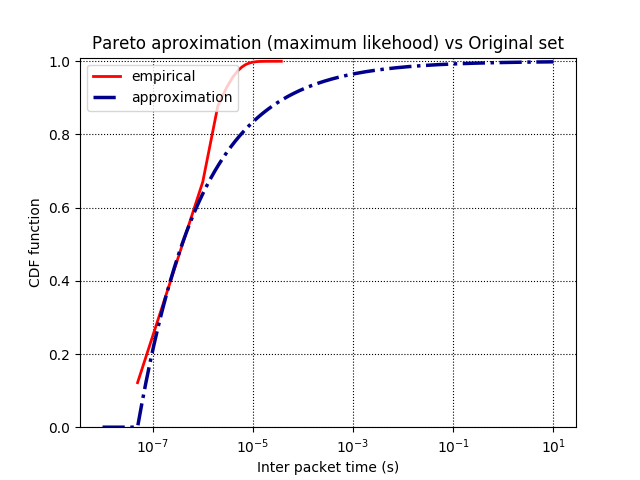 Pareto aproximation (maximum likehood) vs Original set
empirical
approximation
CDF function
1.0
0.8
0.6
0.4
0.2
0.0
10^-7
10^-5
10^-3
10^-1
10^1
Inter packet time (s)